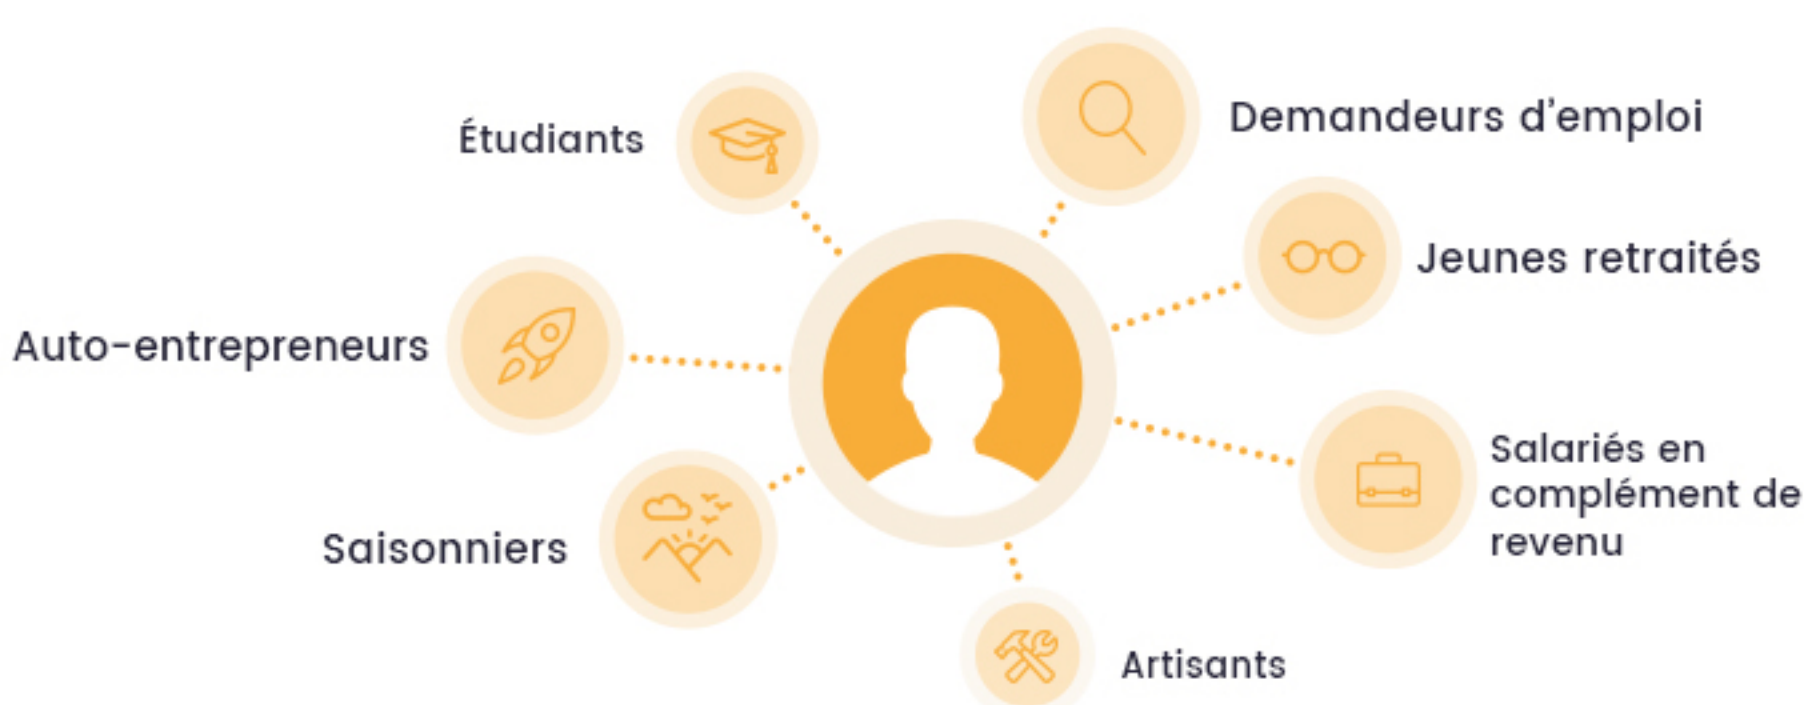 Demandeurs d'emploi
Étudiants
Jeunes retraités
Auto-entrepreneurs
Salariés en
complément de
revenu
Saisonniers
Artisants